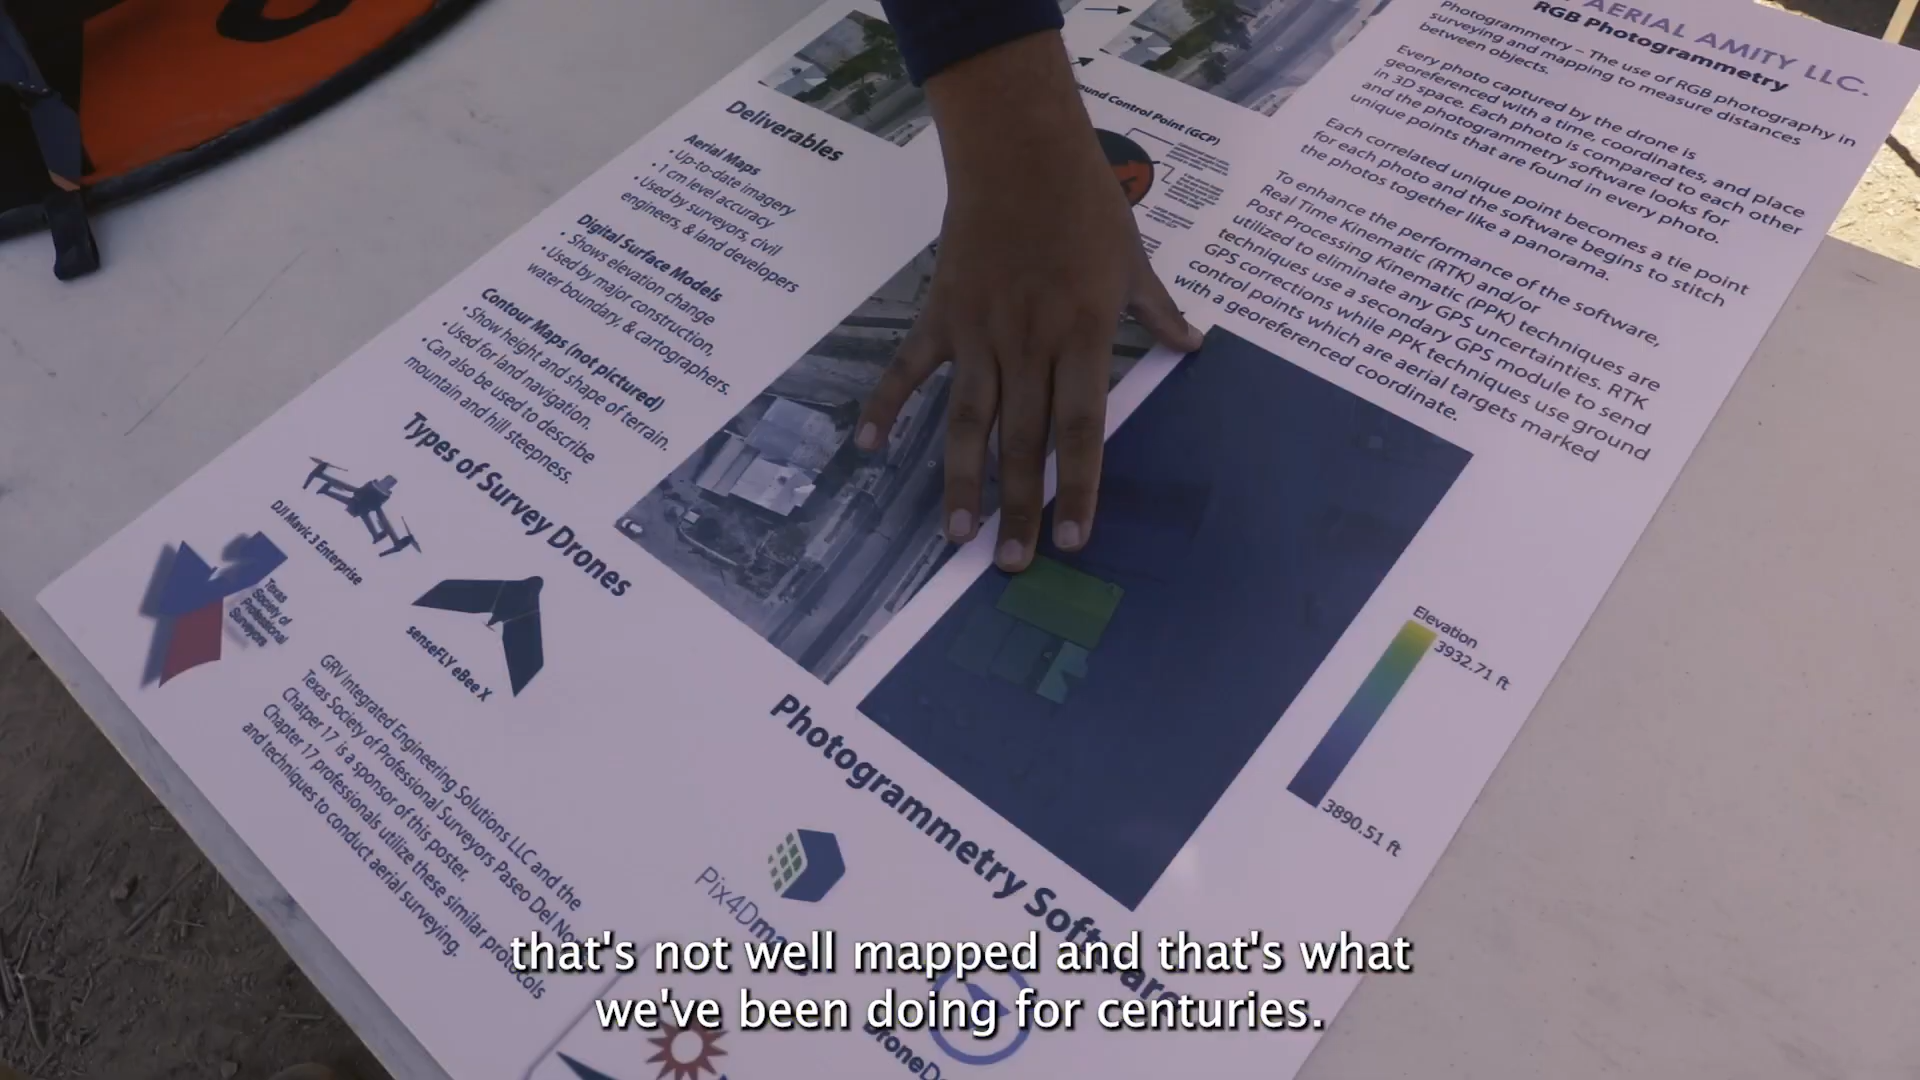 AERIAL AMITY LLC.
RGB Photogrammetry
Photogrammetry – The use of RGB photography in
surveying and mapping to measure distances
between objects.
Every photo captured by the drone is
georeferenced with a time, coordinates, and place
in 3D space. Each photo is compared to each other
and the photogrammetry software looks for
unique points that are found in every photo.
Each correlated unique point becomes a tie point
for each photo and the software begins to stitch
the photos together like a panorama.
To enhance the performance of the software,
Real Time Kinematic (RTK) and/or
Post Processing Kinematic (PPK) techniques are
utilized to eliminate any GPS uncertainties. RTK
techniques use a secondary GPS module to send
GPS corrections while PPK techniques use ground
control points which are aerial targets marked
with a georeferenced coordinate.
Control Point (GCP)
Deliverables
Aerial Maps
• Up-to-date imagery
• 1 cm level accuracy
• Used by surveyors, civil
engineers, & land developers
Digital Surface Models
• Shows elevation change
• Used by major construction,
water boundary, & cartographers.
Contour Maps (not pictured)
• Show height and shape of terrain.
• Used for land navigation.
• Can also be used to describe
mountain and hill steepness.
Types of Survey Drones
DJI Mavic 3 Enterprise
senseFLY eBee X
Texas
Society of
Professional
Surveyors
GRV Integrated Engineering Solutions LLC and the
Texas Society of Professional Surveyors Paseo Del
Chatper 17 is a sponsor of this poster.
Chapter 17 professionals utilize these similar protocols
and techniques to conduct aerial surveying.
Elevation
3932.71 ft
3890.51 ft
Photogrammetry Software
that's not well mapped and that's what
we've been doing for centuries.